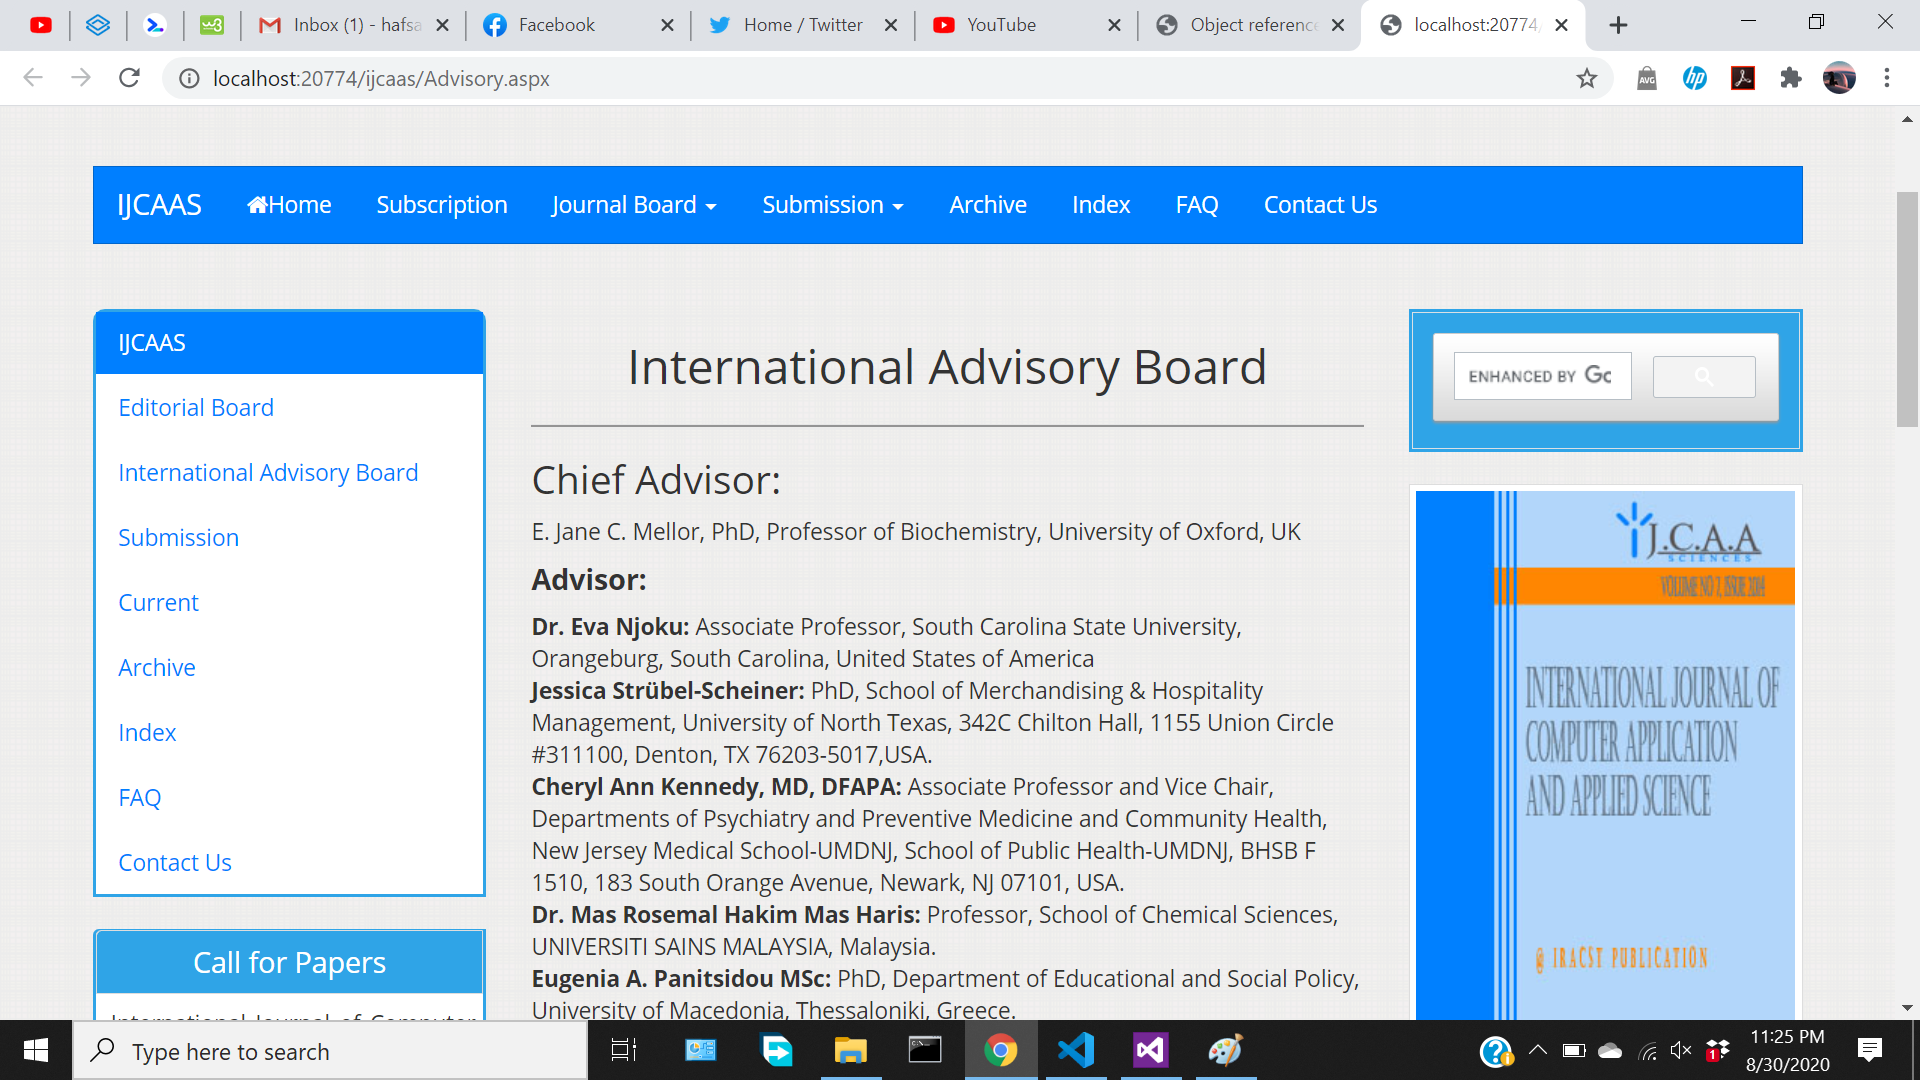 Inbox (1) - hafsa
Facebook
Home / Twitter
YouTube
Object reference
localhost:20774/
localhost:20774/ijcaas/Advisory.aspx
IJCAAS Home Subscription Journal Board Submission Archive Index FAQ Contact Us
IJCAAS
Editorial Board
International Advisory Board
Submission
Current
Archive
Index
FAQ
Contact Us
Call for Papers
International Journal of Computer
International Advisory Board
Chief Advisor:
E. Jane C. Mellor, PhD, Professor of Biochemistry, University of Oxford, UK
Advisor:
Dr. Eva Njoku: Associate Professor, South Carolina State University,
Orangeburg, South Carolina, United States of America
Jessica Strübel-Scheiner: PhD, School of Merchandising & Hospitality
Management, University of North Texas, 342C Chilton Hall, 1155 Union Circle
#311100, Denton, TX 76203-5017,USA.
Cheryl Ann Kennedy, MD, DFAPA: Associate Professor and Vice Chair,
Departments of Psychiatry and Preventive Medicine and Community Health,
New Jersey Medical School-UMDNJ, School of Public Health-UMDNJ, BHSB F
1510, 183 South Orange Avenue, Newark, NJ 07101, USA.
Dr. Mas Rosemal Hakim Mas Haris: Professor, School of Chemical Sciences,
UNIVERSITI SAINS MALAYSIA, Malaysia.
Eugenia A. Panitsidou MSc: PhD, Department of Educational and Social Policy,
University of Macedonia, Thessaloniki, Greece.
ENHANCED BY Go
IJ.C.A.A
SCIENCES
VOLUME NO 7, ISSUE 2014
INTERNATIONAL JOURNAL OF
COMPUTER APPLICATION
AND APPLIED SCIENCE
@ IRACST PUBLICATION
Type here to search
11:25 PM
8/30/2020